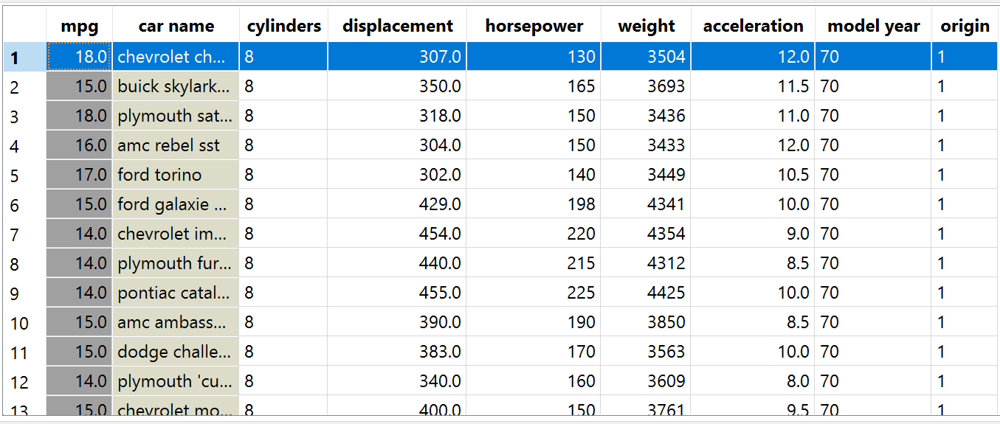 mpg car name cylinders displacement horsepower weight acceleration model year origin
1 18.0 chevrolet ch... 8 307.0 130 3504 12.0 70 1
2 15.0 buick skylark... 8 350.0 165 3693 11.5 70 1
3 18.0 plymouth sat... 8 318.0 150 3436 11.0 70 1
4 16.0 amc rebel sst 8 304.0 150 3433 12.0 70 1
5 17.0 ford torino 8 302.0 140 3449 10.5 70 1
6 15.0 ford galaxie ... 8 429.0 198 4341 10.0 70 1
7 14.0 chevrolet im... 8 454.0 220 4354 9.0 70 1
8 14.0 plymouth fur... 8 440.0 215 4312 8.5 70 1
9 14.0 pontiac catal... 8 455.0 225 4425 10.0 70 1
10 15.0 amc ambass... 8 390.0 190 3850 8.5 70 1
11 15.0 dodge challe... 8 383.0 170 3563 10.0 70 1
12 14.0 plymouth 'cu... 8 340.0 160 3609 8.0 70 1
13 15.0 chevrolet mo... 8 400.0 150 3761 9.5 70 1